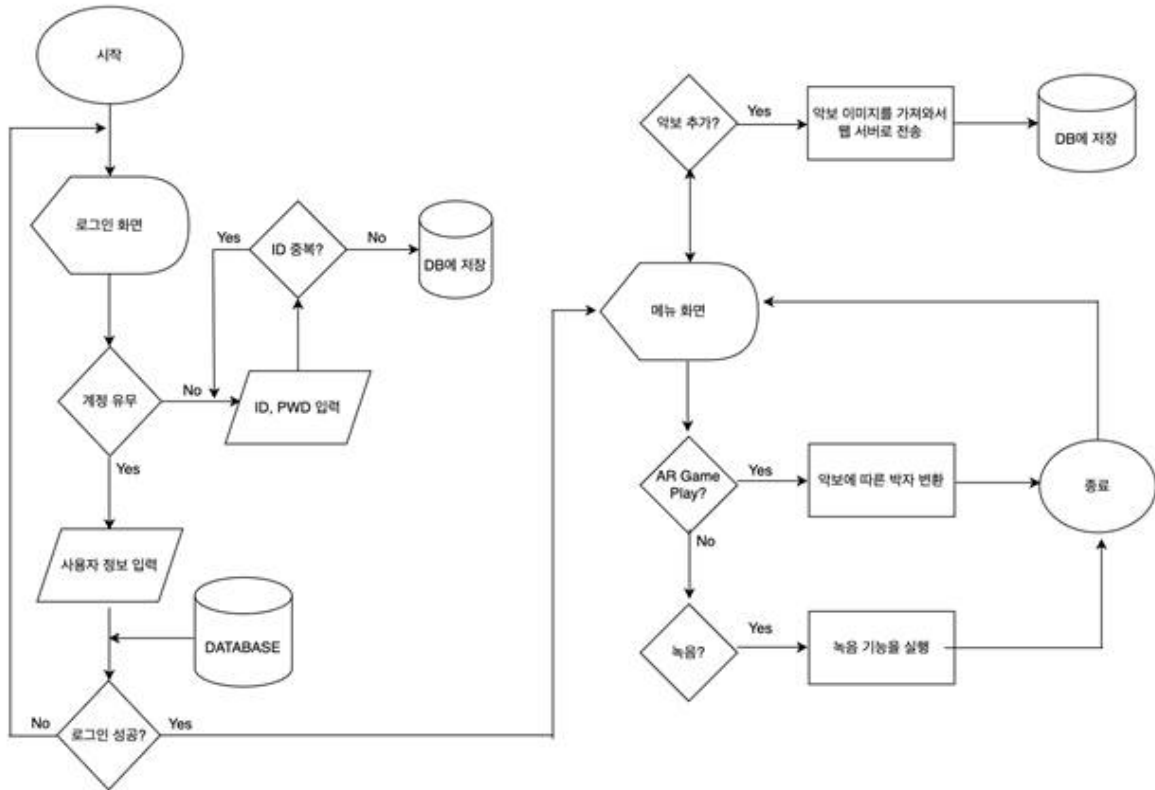 시작
로그인 화면
계정 유무
No
Yes
ID, PWD 입력
ID 중복?
Yes
No
DB에 저장
사용자 정보 입력
DATABASE
로그인 성공?
No
Yes
악보 추가?
Yes
악보 이미지를 가져와서
웹 서버로 전송
DB에 저장
메뉴 화면
AR Game
Play?
Yes
악보에 따른 박자 변환
종료
No
녹음?
Yes
녹음 기능을 실행